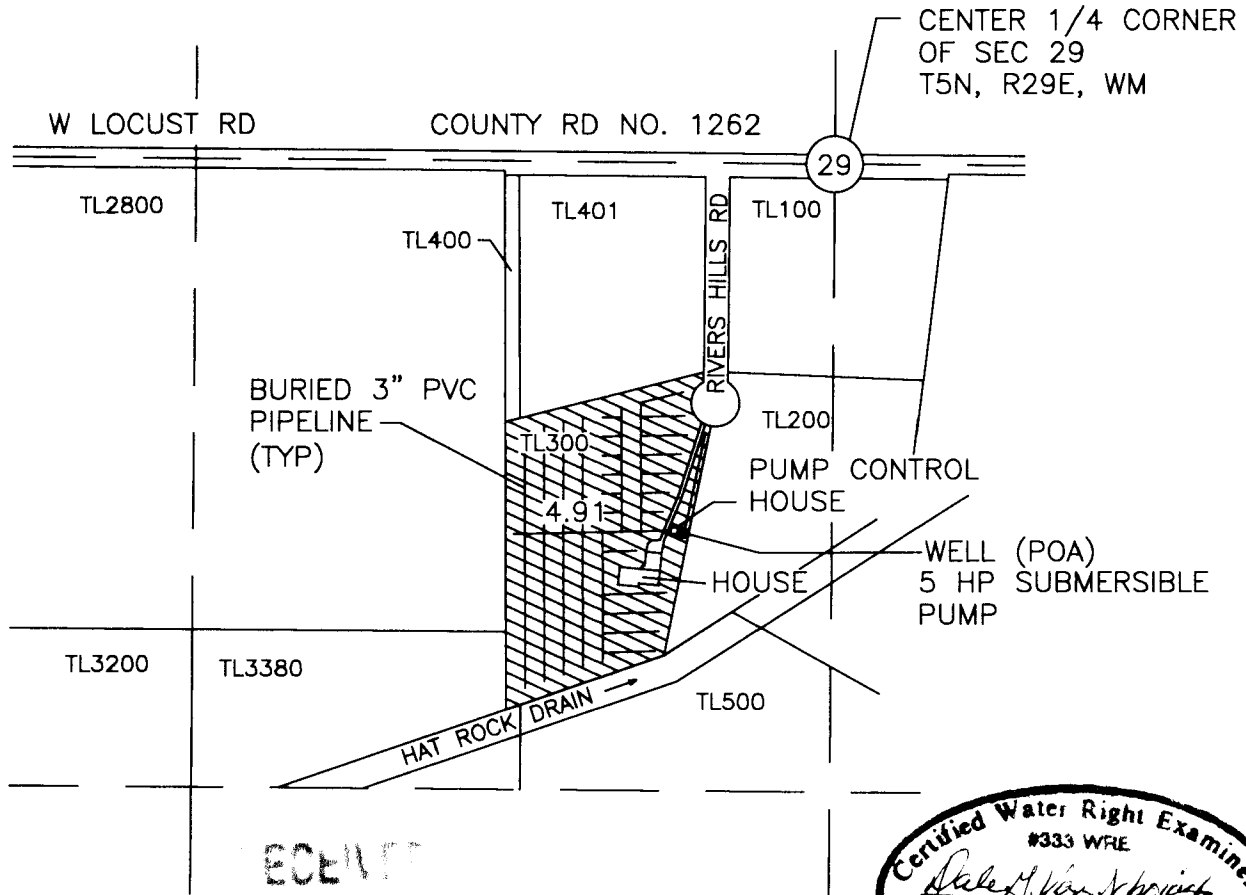 CENTER 1/4 CORNER
OF SEC 29
T5N, R29E, WM
W LOCUST RD
COUNTY RD NO. 1262
29
TL2800
TL401
TL100
TL400
RIVERS HILLS RD
BURIED 3" PVC
PIPELINE
(TYP)
TL300
TL200
4.91
PUMP CONTROL
HOUSE
WELL (POA)
5 HP SUBMERSIBLE
PUMP
HOUSE
TL3200
TL3380
TL500
HAT ROCK DRAIN
Certified Water Right Examine
#333 WRE